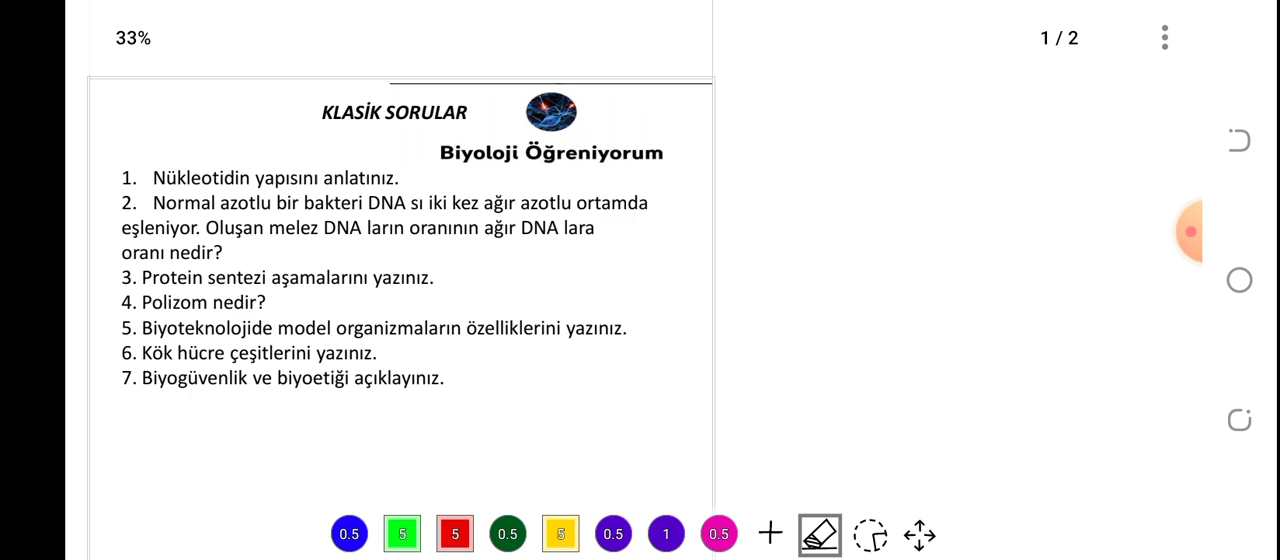 33%
1 / 2
KLASİK SORULAR
Biyoloji Öğreniyorum
1. Nükleotidin yapısını anlatınız.
2. Normal azotlu bir bakteri DNA sı iki kez ağır azotlu ortamda
eşleniyor. Oluşan melez DNA ların oranının ağır DNA lara
oranı nedir?
3. Protein sentezi aşamalarını yazınız.
4. Polizom nedir?
5. Biyoteknolojide model organizmaların özelliklerini yazınız.
6. Kök hücre çeşitlerini yazınız.
7. Biyogüvenlik ve biyoetiği açıklayınız.
0.5 5 5 0.5 5 0.5 1 0.5